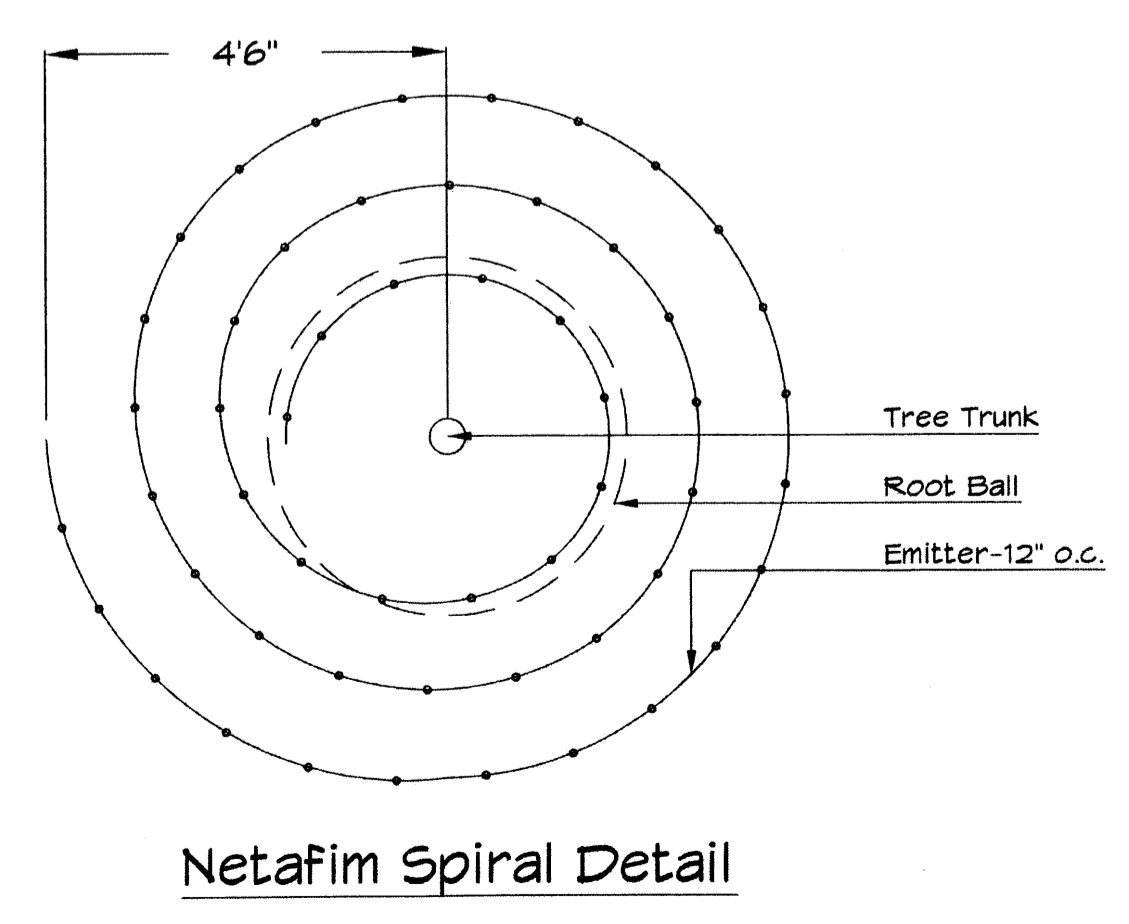 4'6"
Tree Trunk
Root Ball
Emitter-12" o.c.
Netafim Spiral Detail